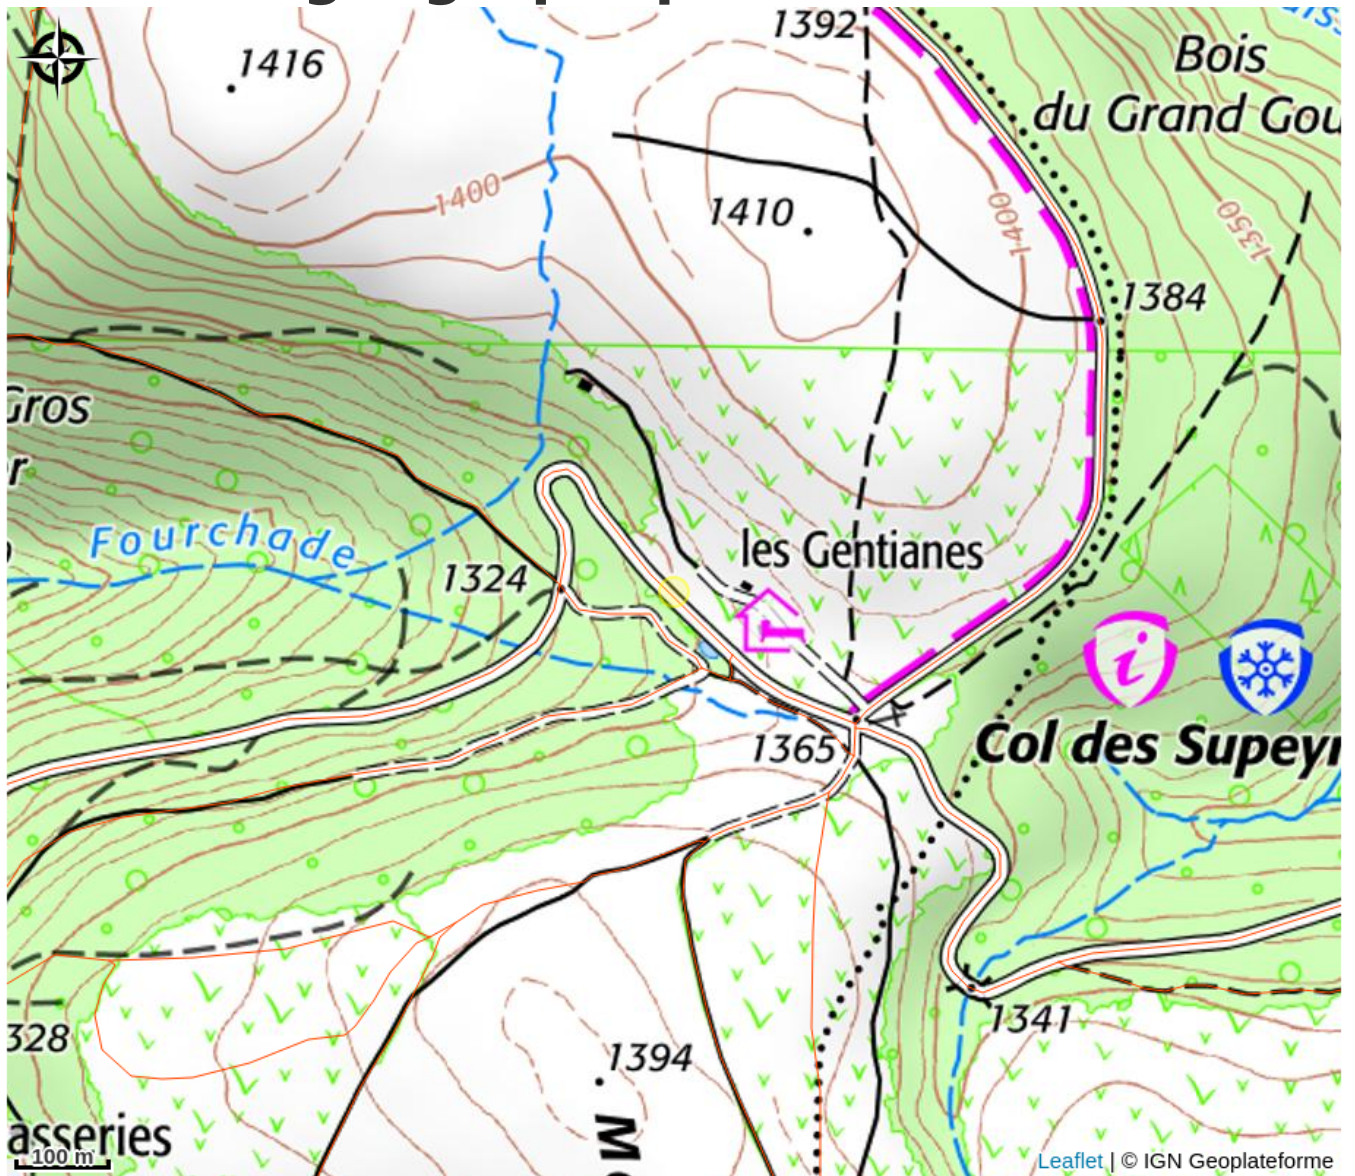 1392
1416
Bois
du Grand Gou
1400
1410
1400
1350
1384
Gros
r
Fourchade
1324
les Gentianes
1365
Col des Supeyr
328
1341
1394
asseries
100 m
Leaflet | © IGN Geoplateforme